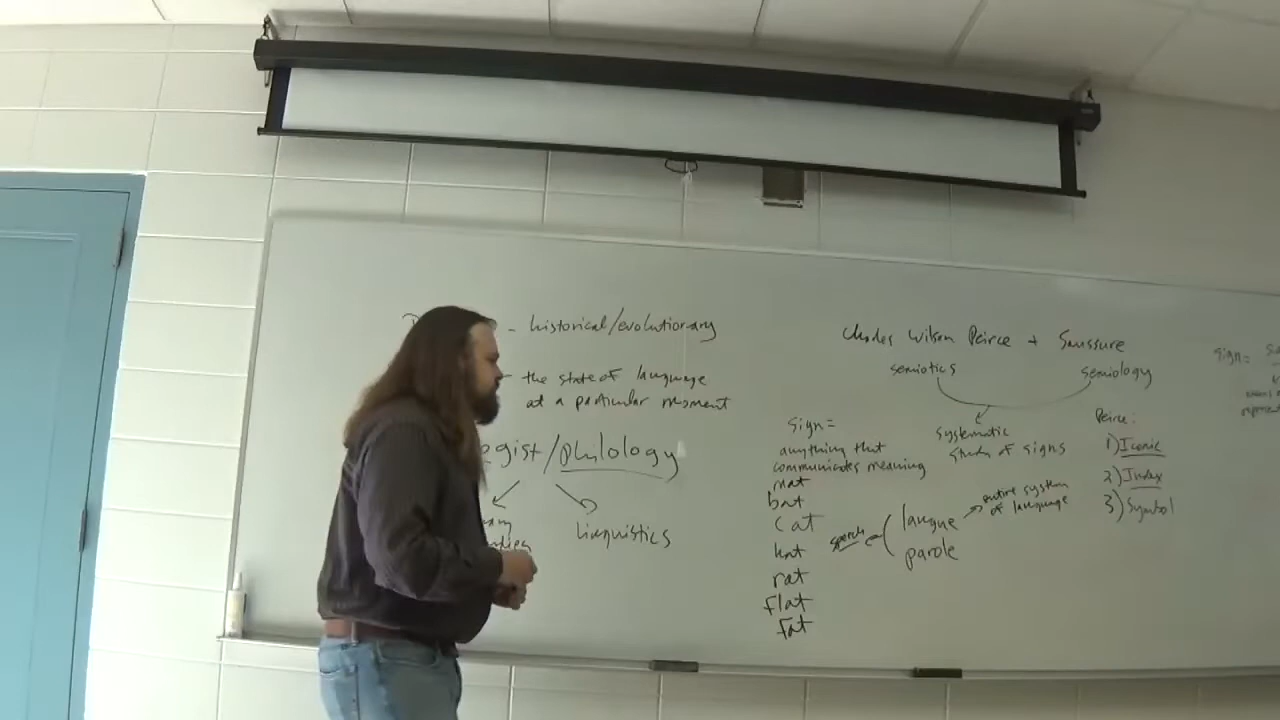 - historical/evolutionary
the state of language
at a particular moment
gist/philology
linguistics
Charles Wilson Peirce + Saussure
semiotics
semiology
systematic
study of signs
sign=
anything that
communicates meaning
mat
bat
cat
hat
rat
flat
fat
speech
langue
parole
entire system
of language
Peirce:
1) Iconic
2) Index
3) Symbol
sign=